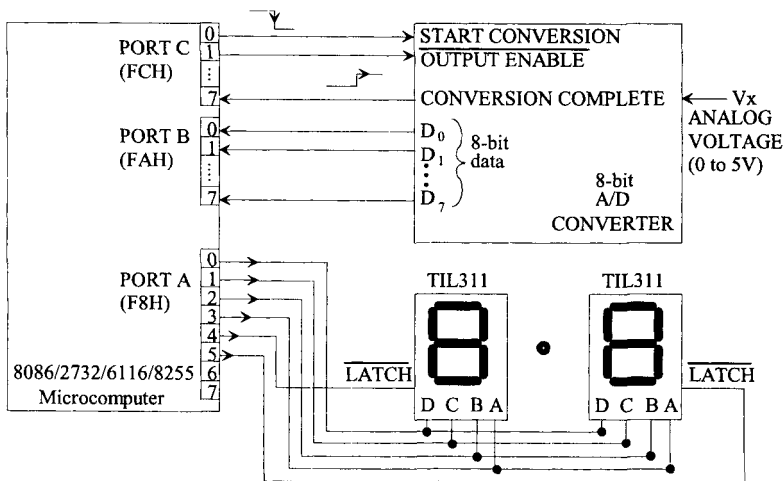 PORT C
(FCH)
0
1
7
START CONVERSION
OUTPUT ENABLE
CONVERSION COMPLETE
Vx
ANALOG
VOLTAGE
(0 to 5V)
PORT B
(FAH)
0
1
7
D0
D1
D7
8-bit
data
8-bit
A/D
CONVERTER
PORT A
(F8H)
0
1
2
3
4
5
6
7
8086/2732/6116/8255
Microcomputer
TIL311
TIL311
LATCH
LATCH
D C B A
D C B A